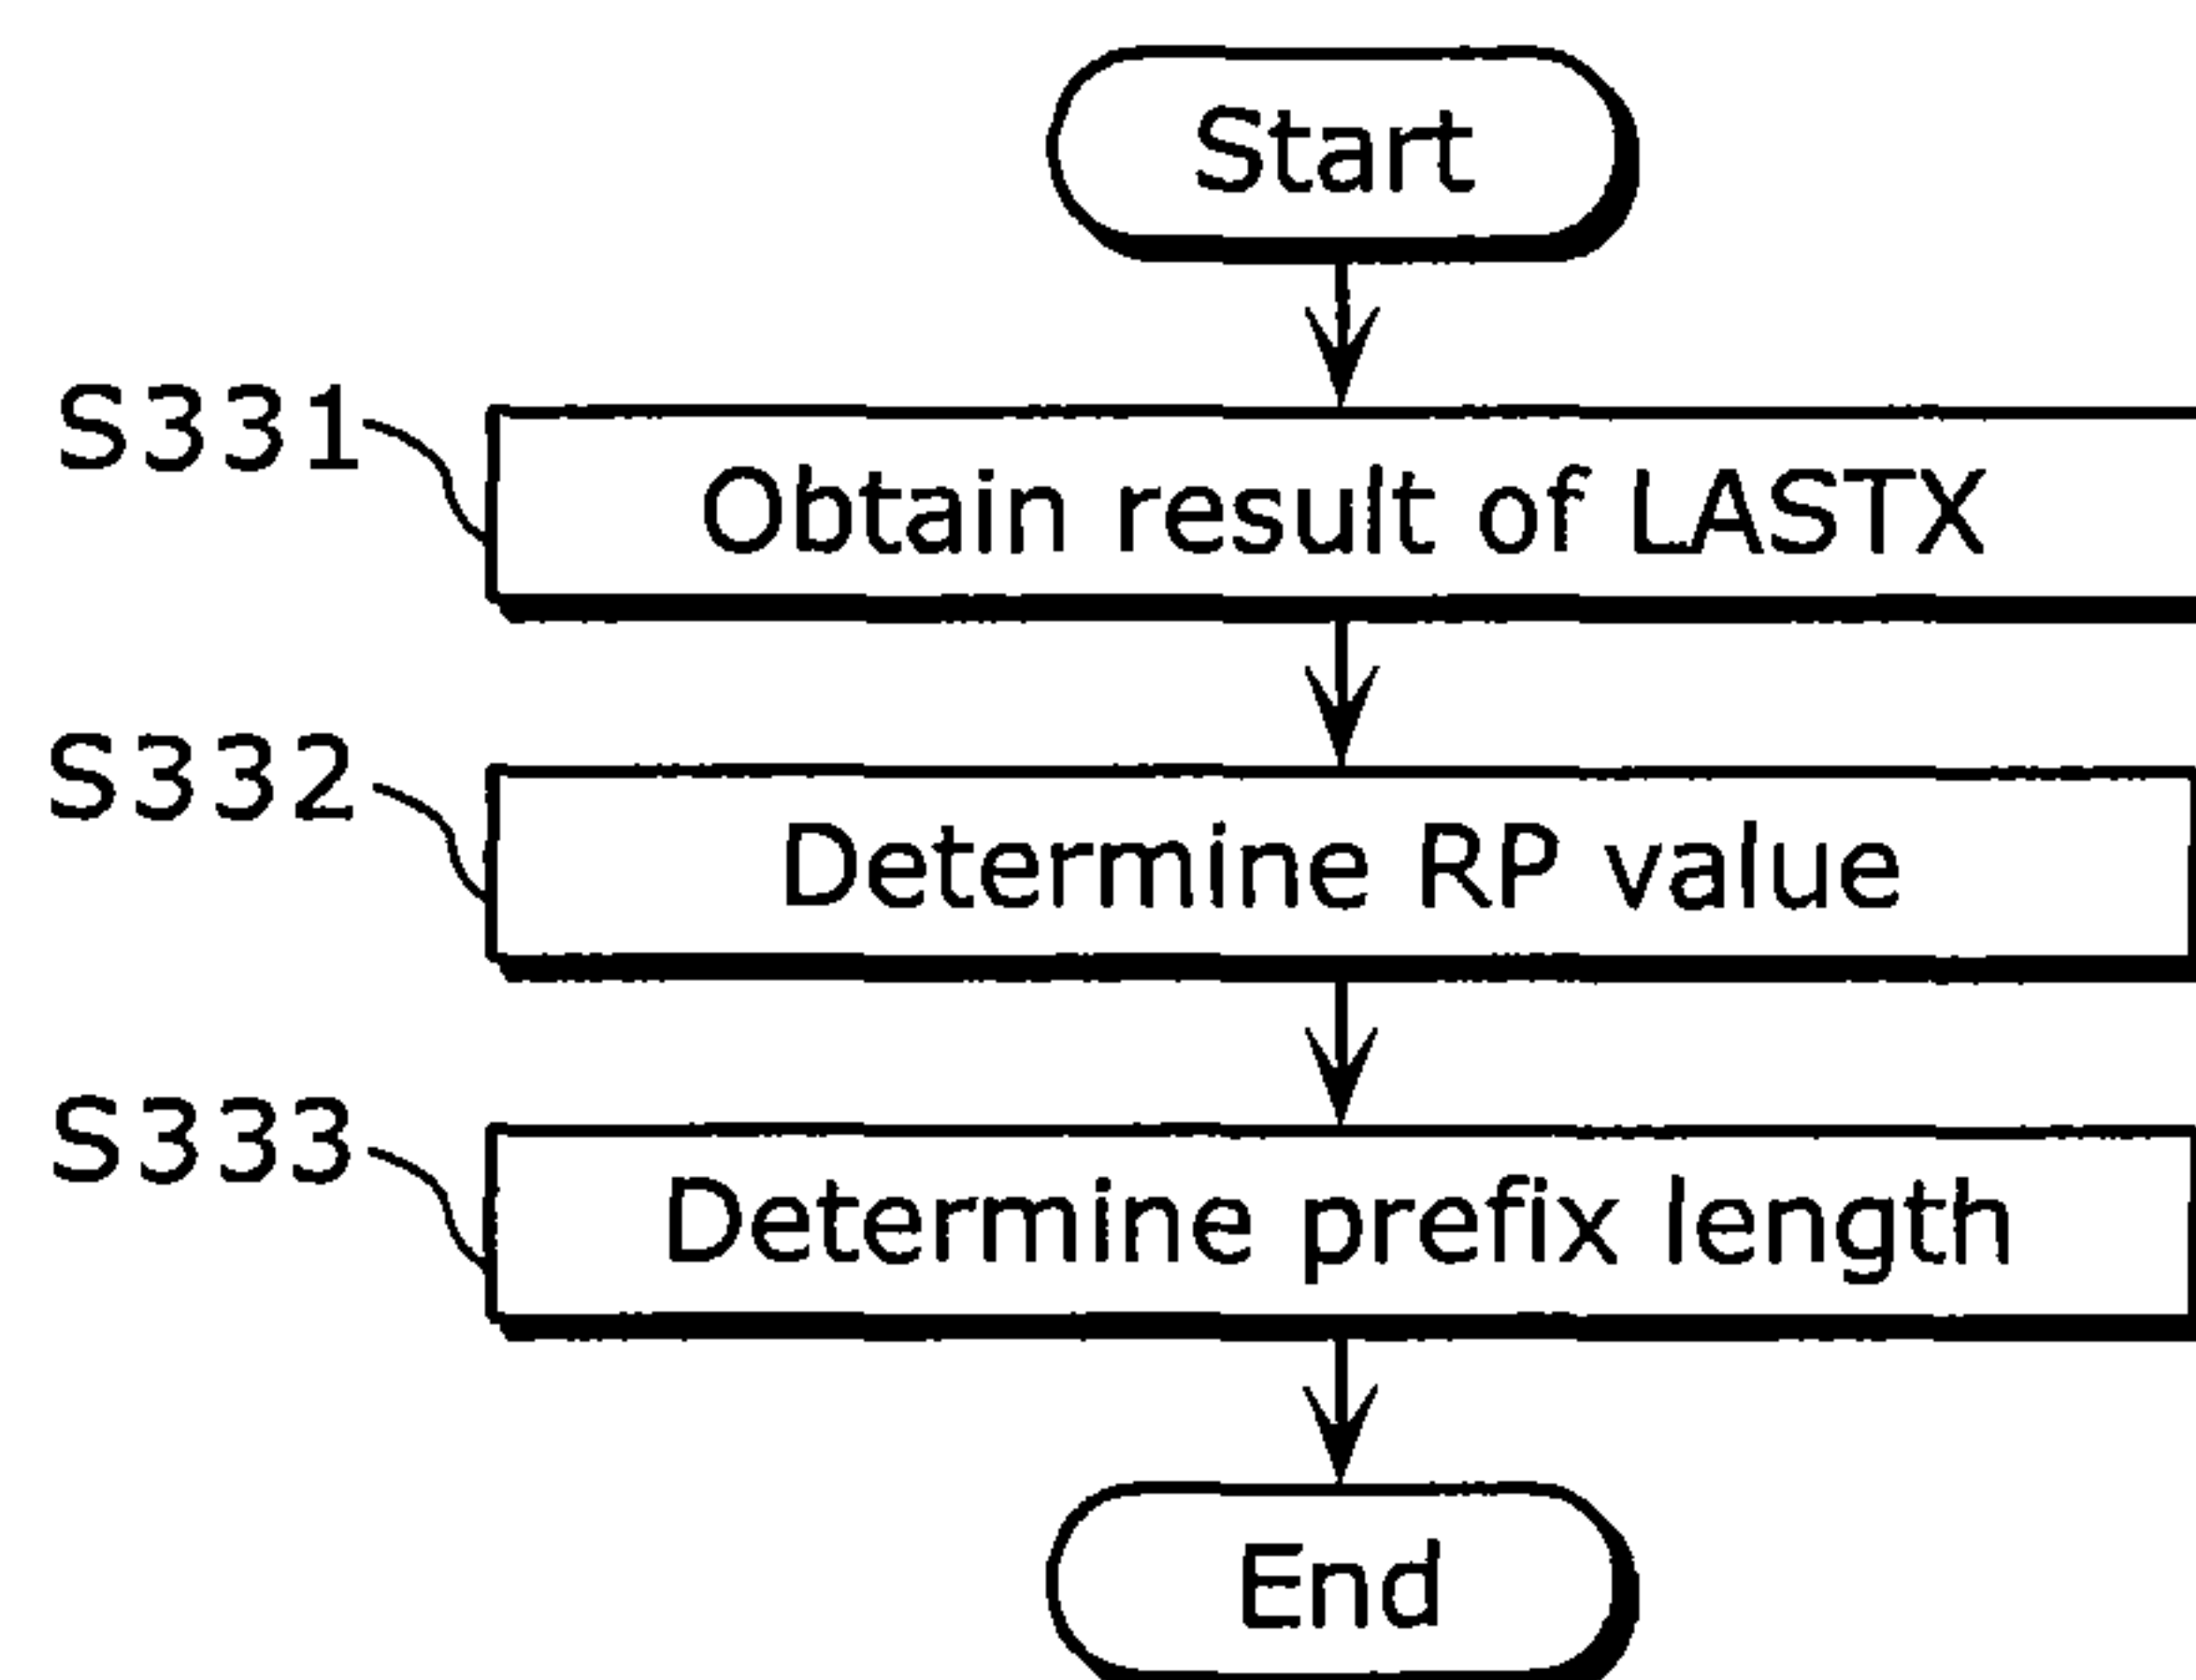 Start
S331
Obtain result of LASTX
S332
Determine RP value
S333
Determine prefix length
End